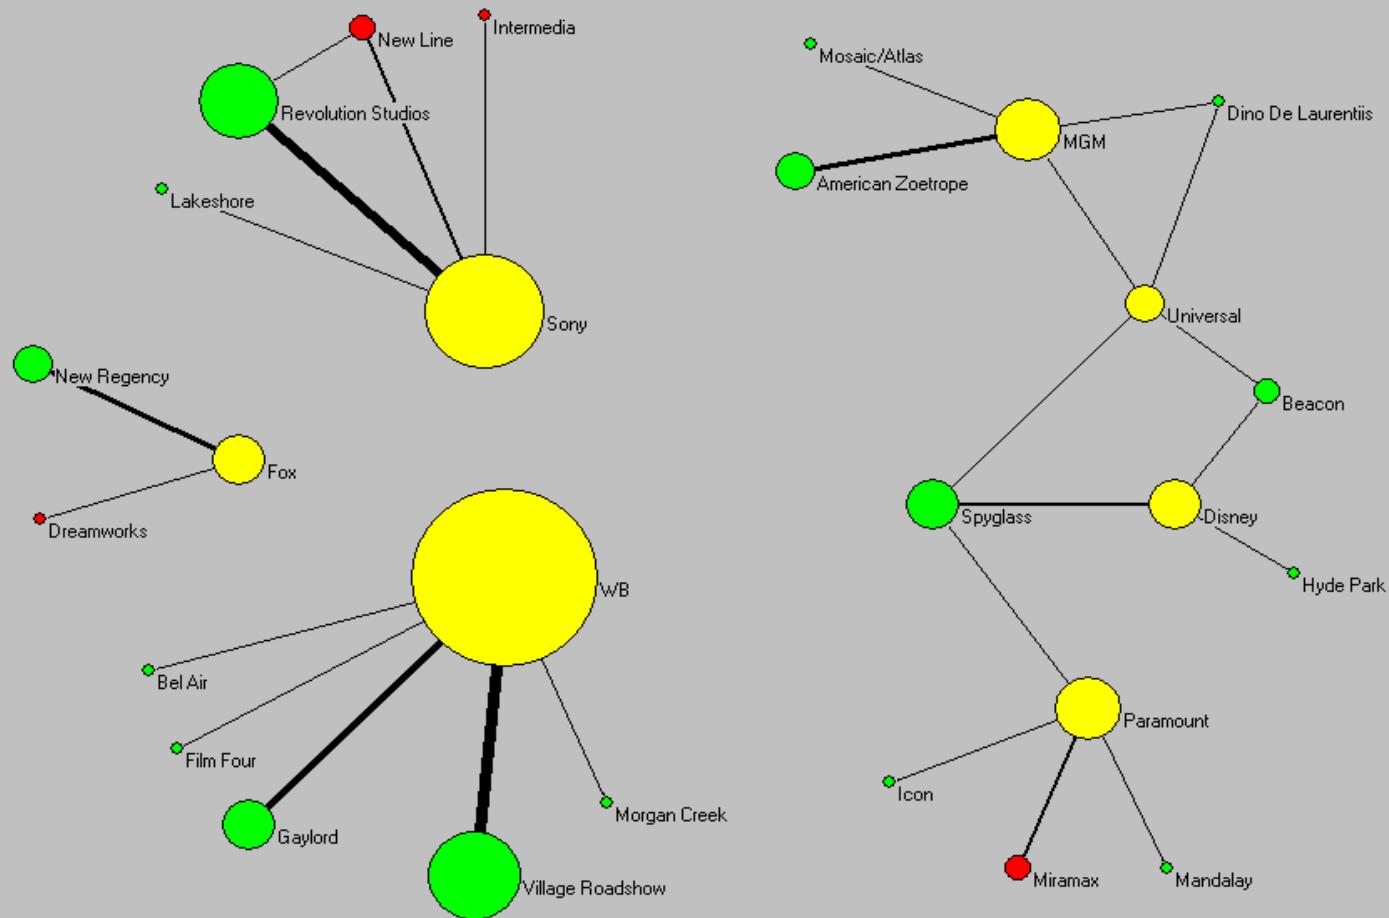 Intermedia
New Line
Mosaic/Atlas
Revolution Studios
Dino De Laurentiis
MGM
American Zoetrope
Lakeshore
Universal
Sony
New Regency
Beacon
Fox
Spyglass
Disney
Dreamworks
Hyde Park
WB
Bel Air
Paramount
Film Four
Icon
Morgan Creek
Gaylord
Miramax
Mandalay
Village Roadshow